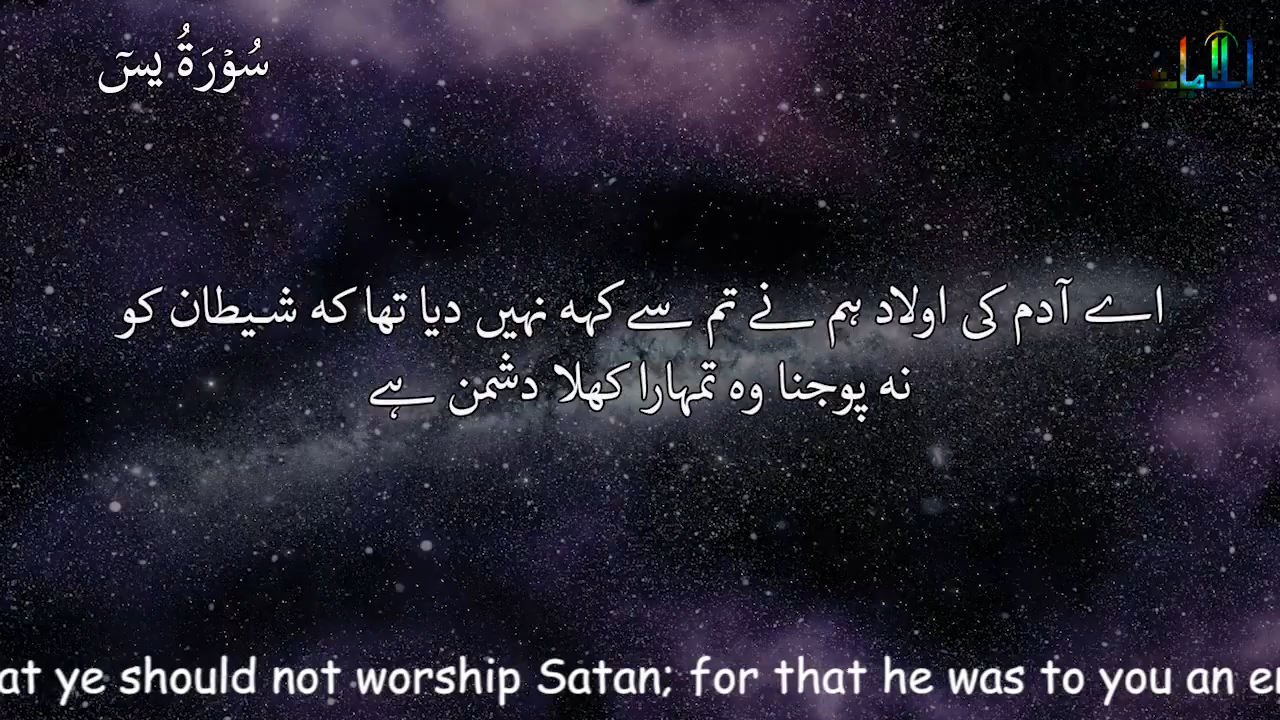 سُوْرَةُ يسٓ
اے آدم کی اولاد ہم نے تم سے کہہ نہیں دیا تھا کہ شیطان کو
نہ پوجنا وہ تمہارا کھلا دشمن ہے
at ye should not worship Satan; for that he was to you an